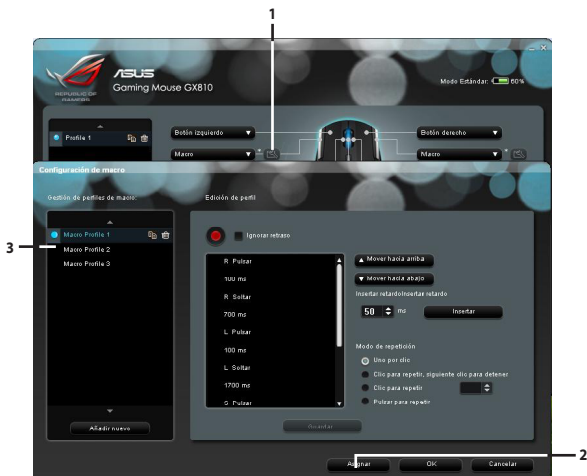 1
REPUBLIC OF
GAMERS
ASUS
Gaming Mouse GX810
Modo Estándar: 60%
Profile 1
Botón izquierdo
Botón derecho
Macro
Macro
Configuración de macro
Gestión de perfiles de macro:
Edición de perfil
Macro Profile 1
Macro Profile 2
Macro Profile 3
3
Añadir nuevo
Ignorar retraso
R Pulsar
100 ms
R Soltar
700 ms
L Pulsar
100 ms
L Soltar
1700 ms
G Pulsar
Mover hacia arriba
Mover hacia abajo
Insertar retardoInsertar retardo
50 ms
Insertar
Modo de repetición
Uno por clic
Clic para repetir, siguiente clic para detener
Clic para repetir
Pulsar para repetir
Guardar
2
Asignar
OK
Cancelar